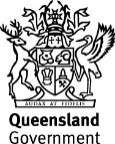 AUDAX AT FIDELIS
Queensland
Government